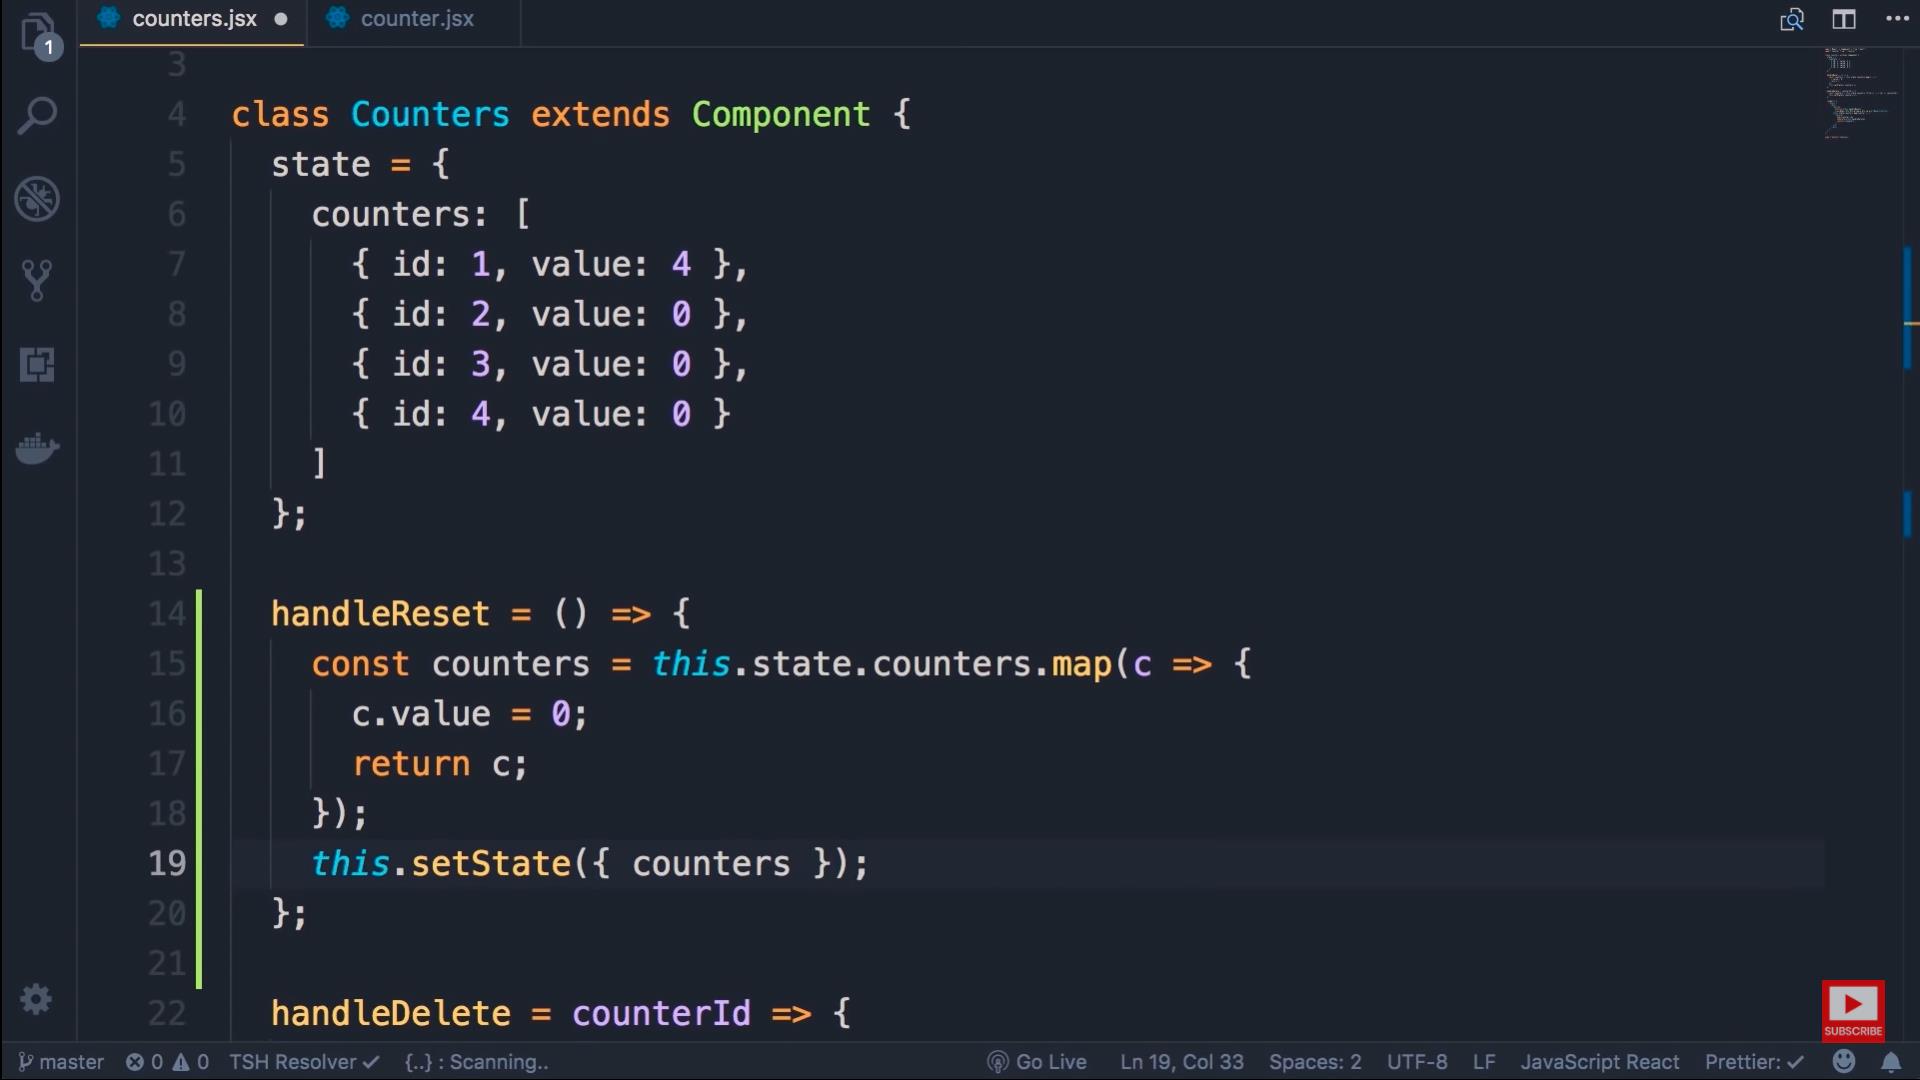 counters.jsx
counter.jsx
1
3
4 class Counters extends Component {
5 state = {
6 counters: [
7 { id: 1, value: 4 },
8 { id: 2, value: 0 },
9 { id: 3, value: 0 },
10 { id: 4, value: 0 }
11 ]
12 };
13
14 handleReset = () => {
15 const counters = this.state.counters.map(c => {
16 c.value = 0;
17 return c;
18 });
19 this.setState({ counters });
20 };
21
22 handleDelete = counterId => {
SUBSCRIBE
master 0 0 TSH Resolver ✓ {..} : Scanning.. Go Live Ln 19, Col 33 Spaces: 2 UTF-8 LF JavaScript React Prettier: ✓